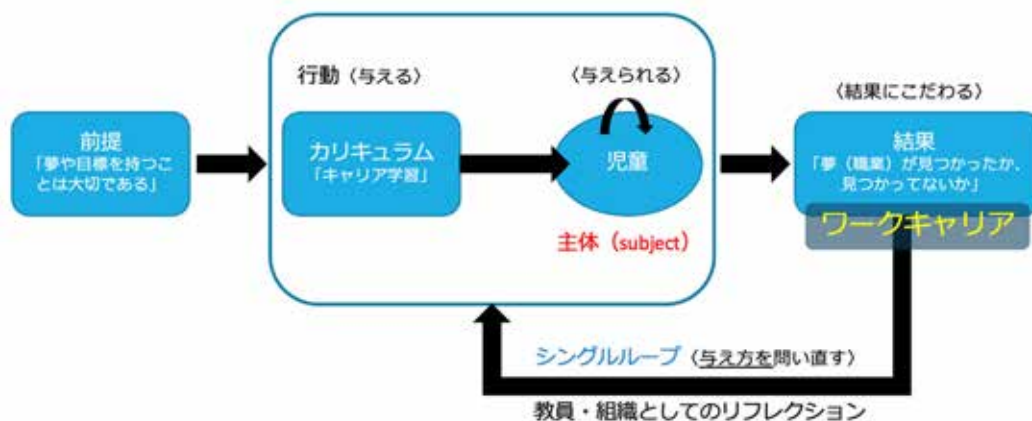 行動〈与える〉
〈与えられる〉
〈結果にこだわる〉
前提
「夢や目標を持つこ
とは大切である」
カリキュラム
「キャリア学習」
児童
主体（subject）
結果
「夢（職業）が見つかったか、
見つかってないか」
ワークキャリア
シングルループ〈与え方を問い直す〉
教員・組織としてのリフレクション